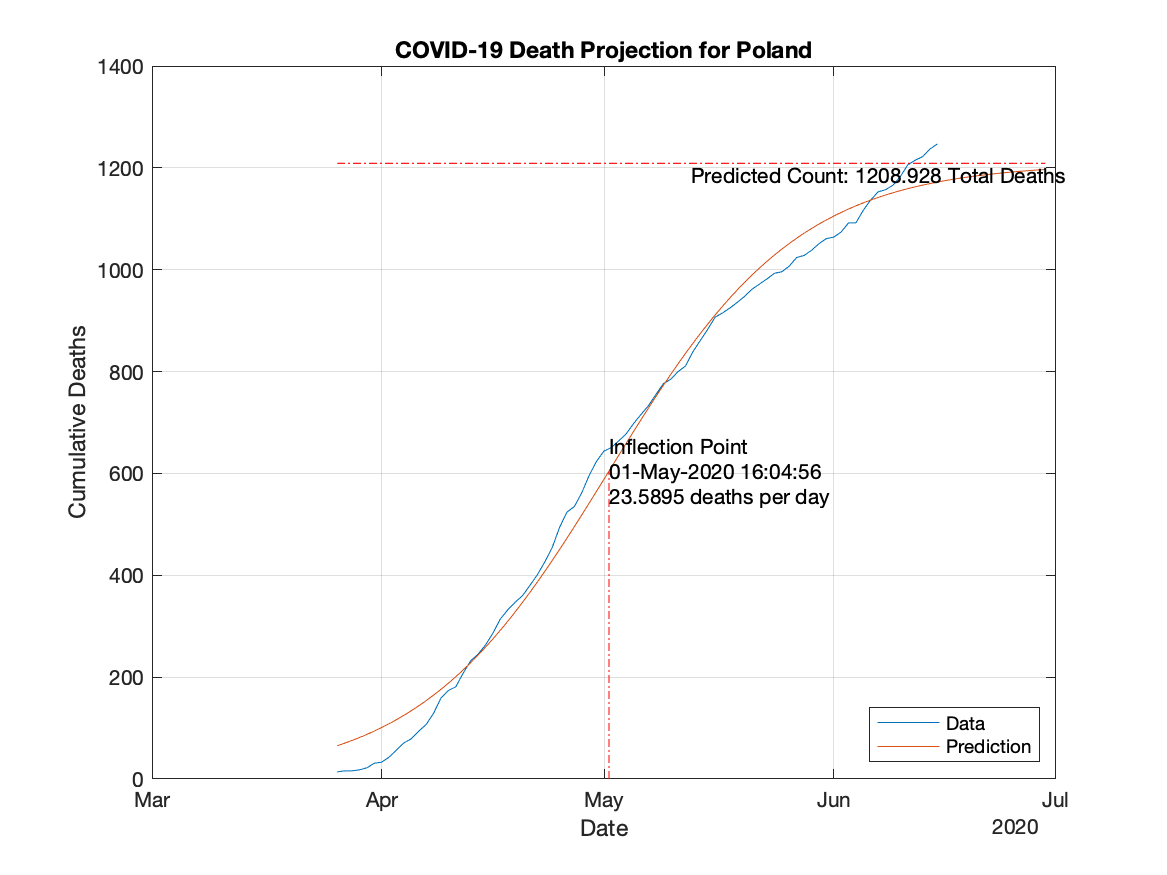 COVID-19 Death Projection for Poland
1400
1200
1000
800
600
400
200
0
Cumulative Deaths
Predicted Count: 1208.928 Total Deaths
Inflection Point
01-May-2020 16:04:56
23.5895 deaths per day
Data
Prediction
Mar
Apr
May
Jun
Jul
Date
2020